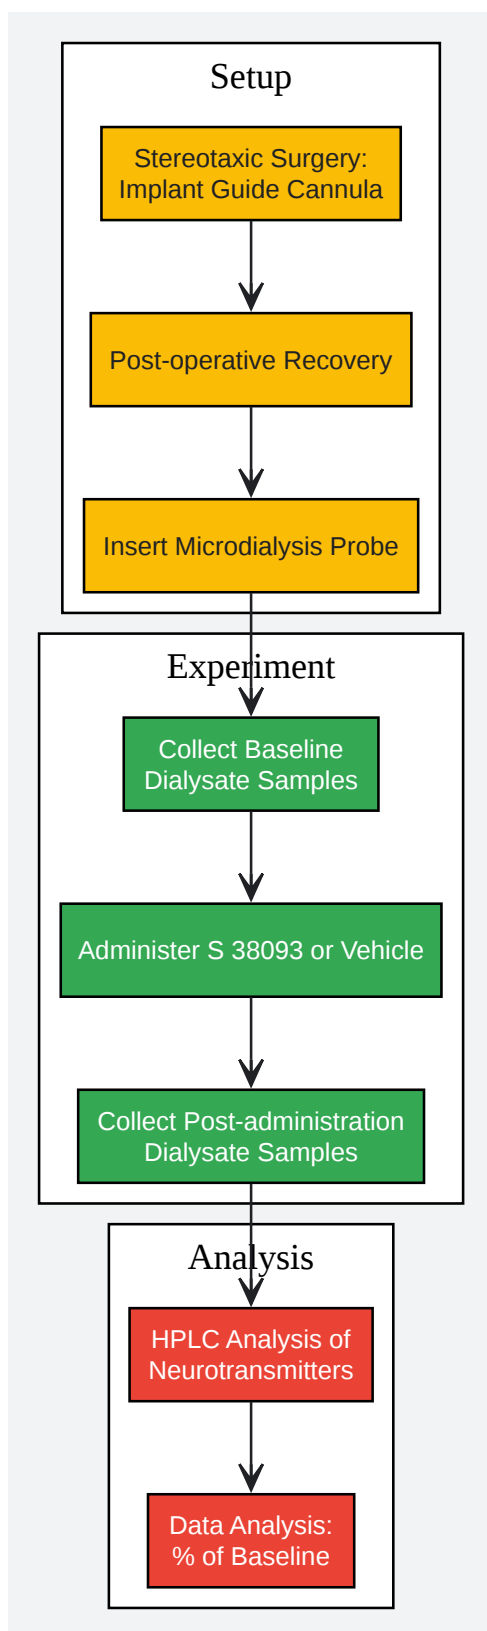 Setup
Stereotaxic Surgery:
Implant Guide Cannula
Post-operative Recovery
Insert Microdialysis Probe
Experiment
Collect Baseline
Dialysate Samples
Administer S 38093 or Vehicle
Collect Post-administration
Dialysate Samples
Analysis
HPLC Analysis of
Neurotransmitters
Data Analysis:
% of Baseline